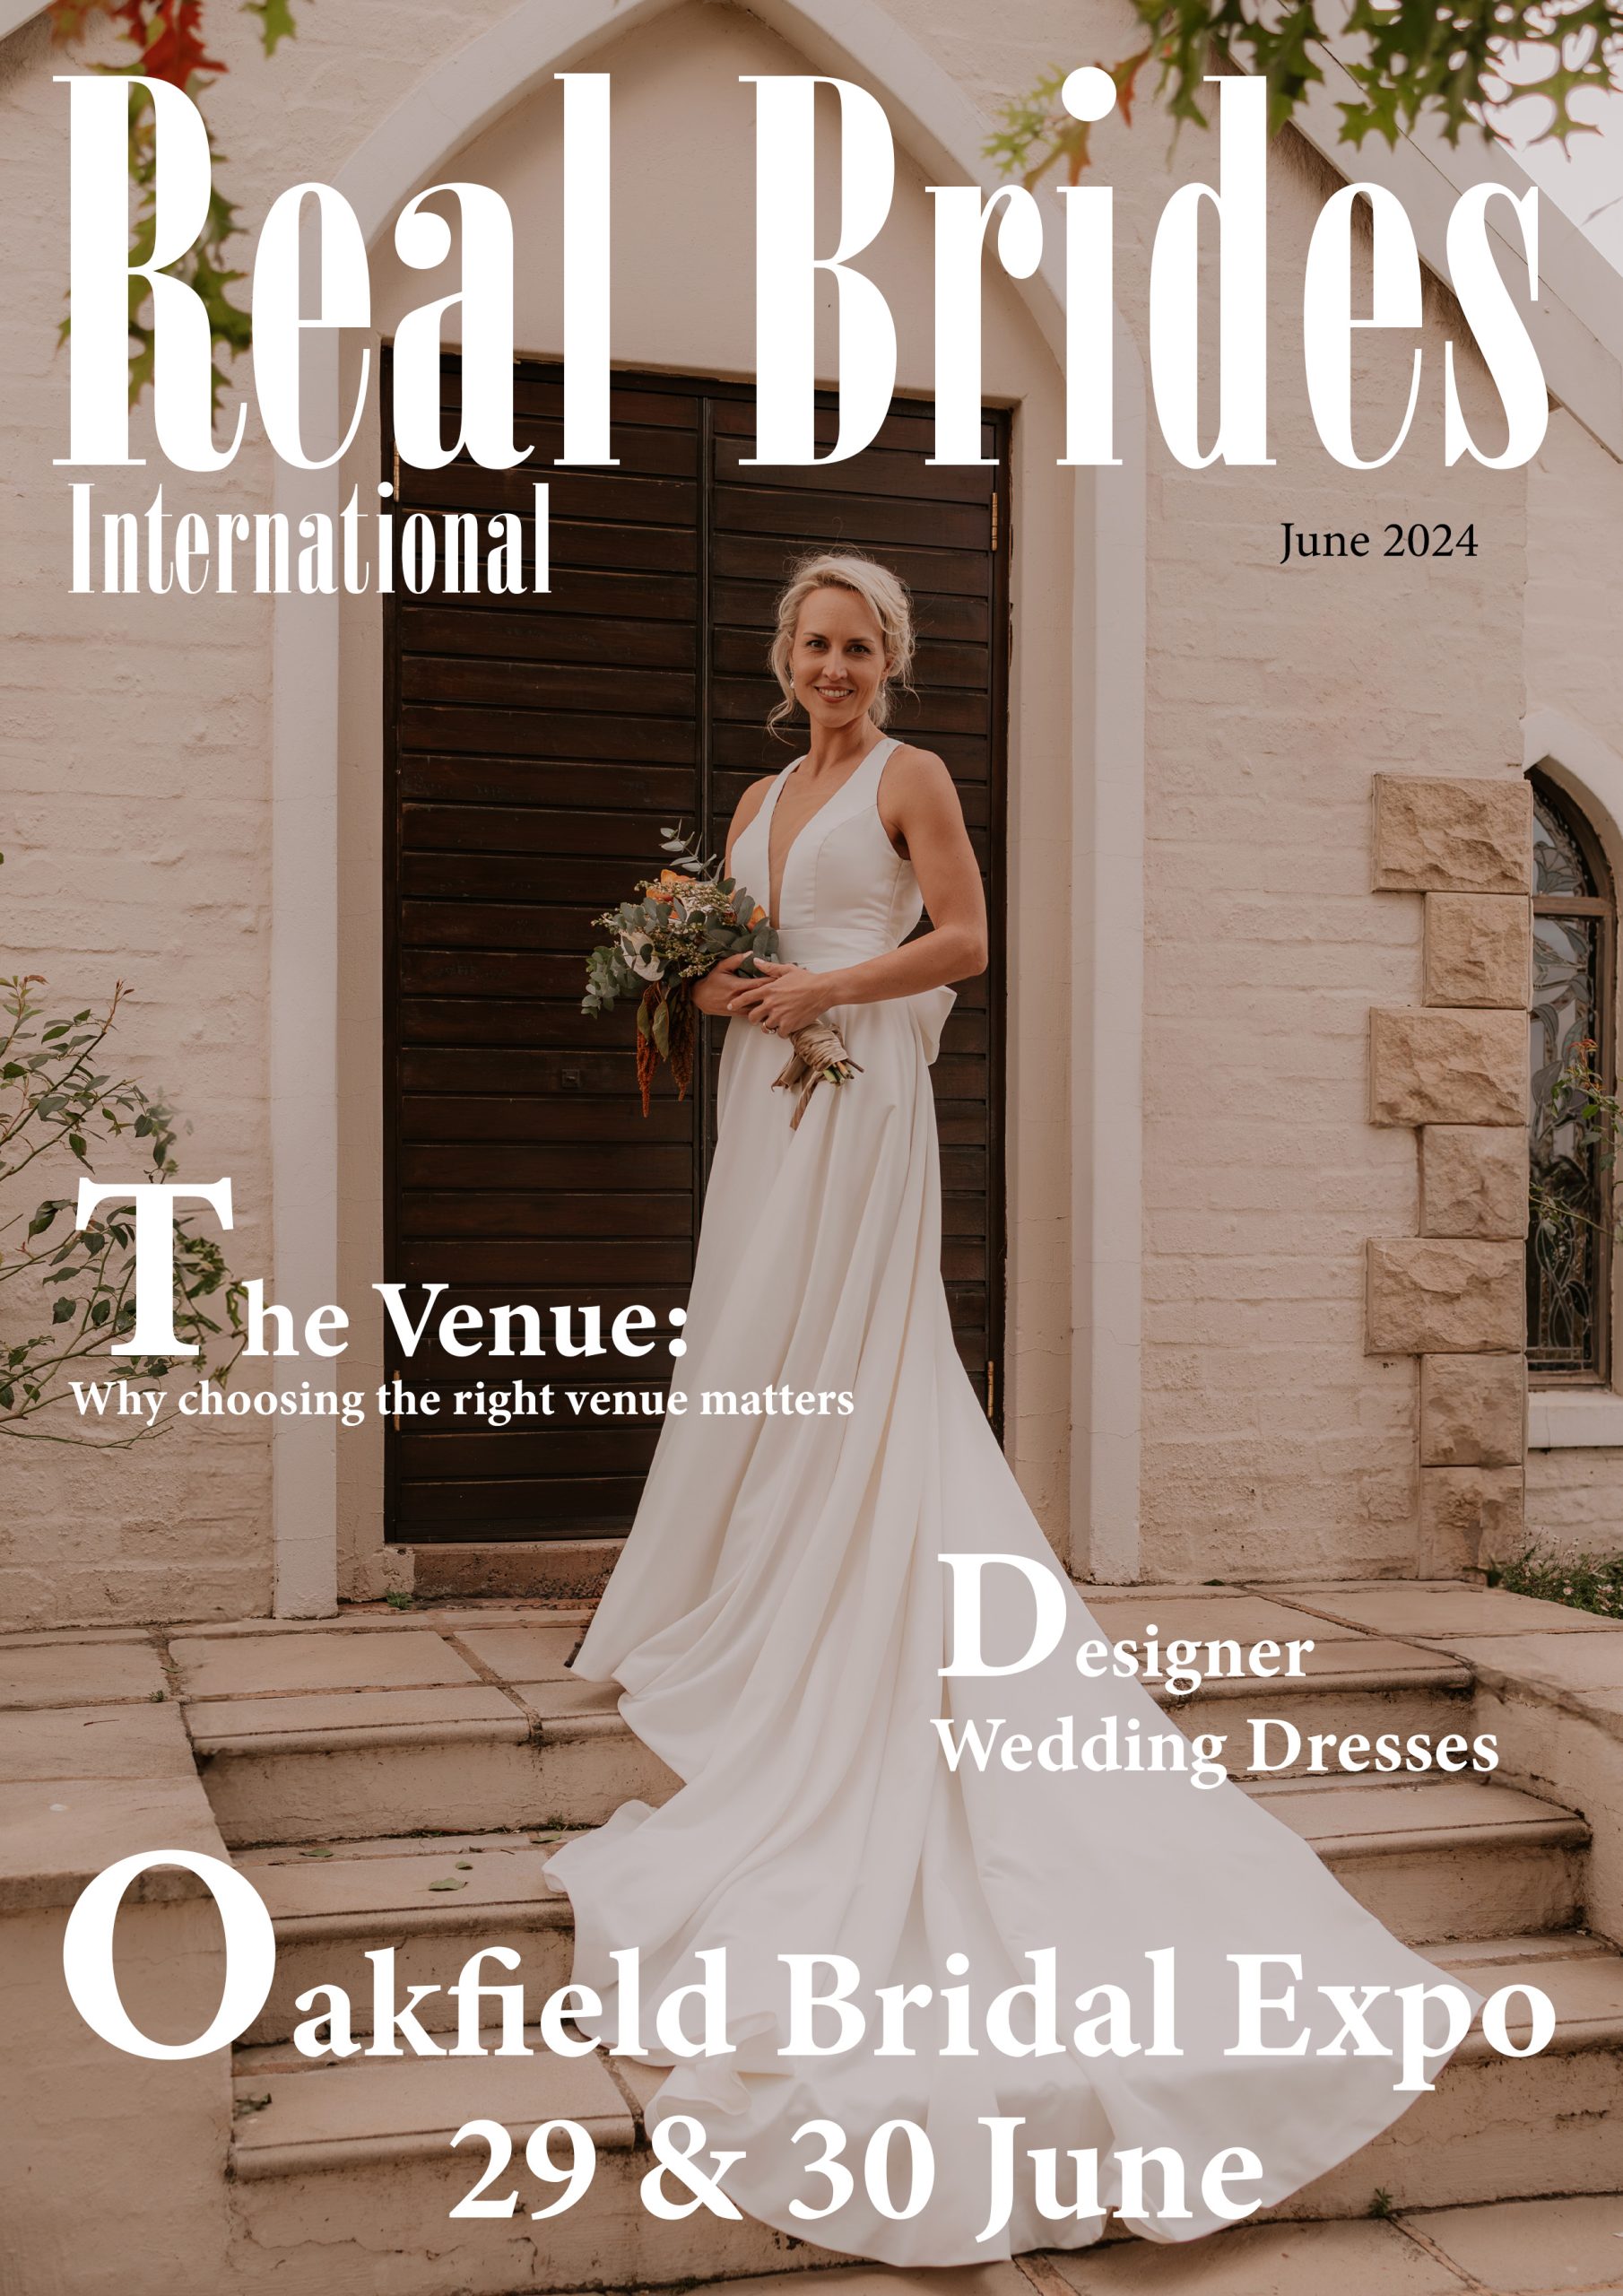 Real Brides
International
June 2024
The Venue:
Why choosing the right venue matters
Designer
Wedding Dresses
Oakfield Bridal Expo
29 & 30 June